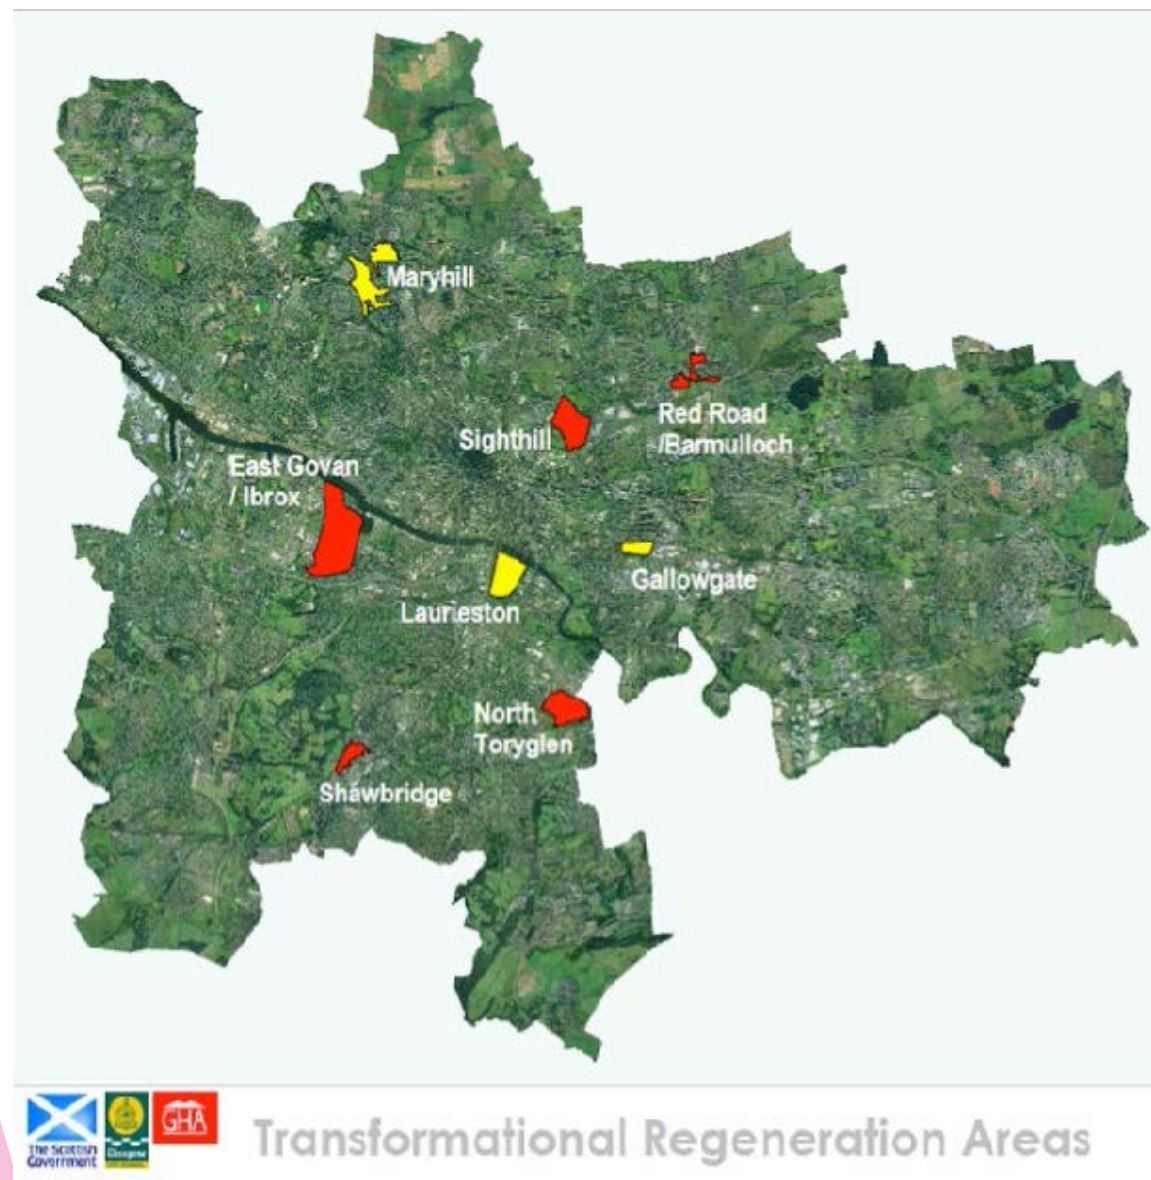 Maryhill
Red Road
/Barmulloch
Sighthill
East Govan
/ Ibrox
Gallowgate
Laurieston
North
Toryglen
Shawbridge
The Scottish
Government
Glasgow
GHA
Transformational Regeneration Areas